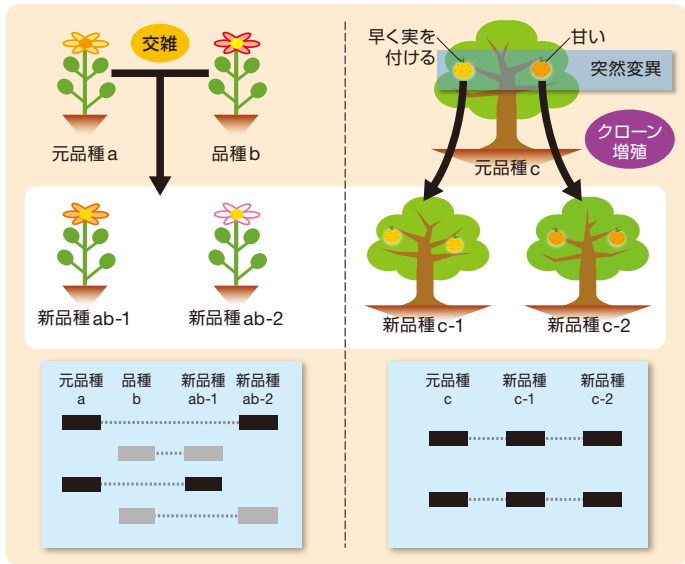 交雑
元品種a
品種b
新品種ab-1
新品種ab-2
元品種
a
品種
b
新品種
ab-1
新品種
ab-2
早く実を
付ける
甘い
突然変異
クローン
増殖
元品種c
新品種c-1
新品種c-2
元品種
c
新品種
c-1
新品種
c-2